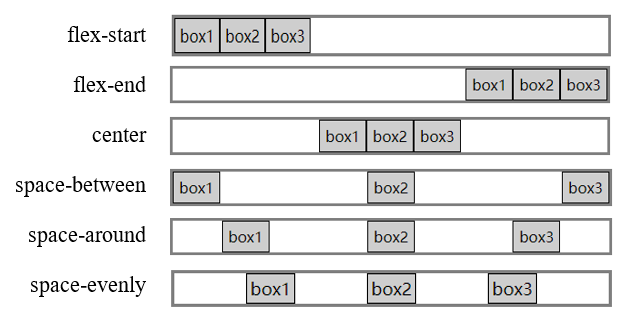 flex-start box1 box2 box3
flex-end box1 box2 box3
center box1 box2 box3
space-between box1 box2 box3
space-around box1 box2 box3
space-evenly box1 box2 box3